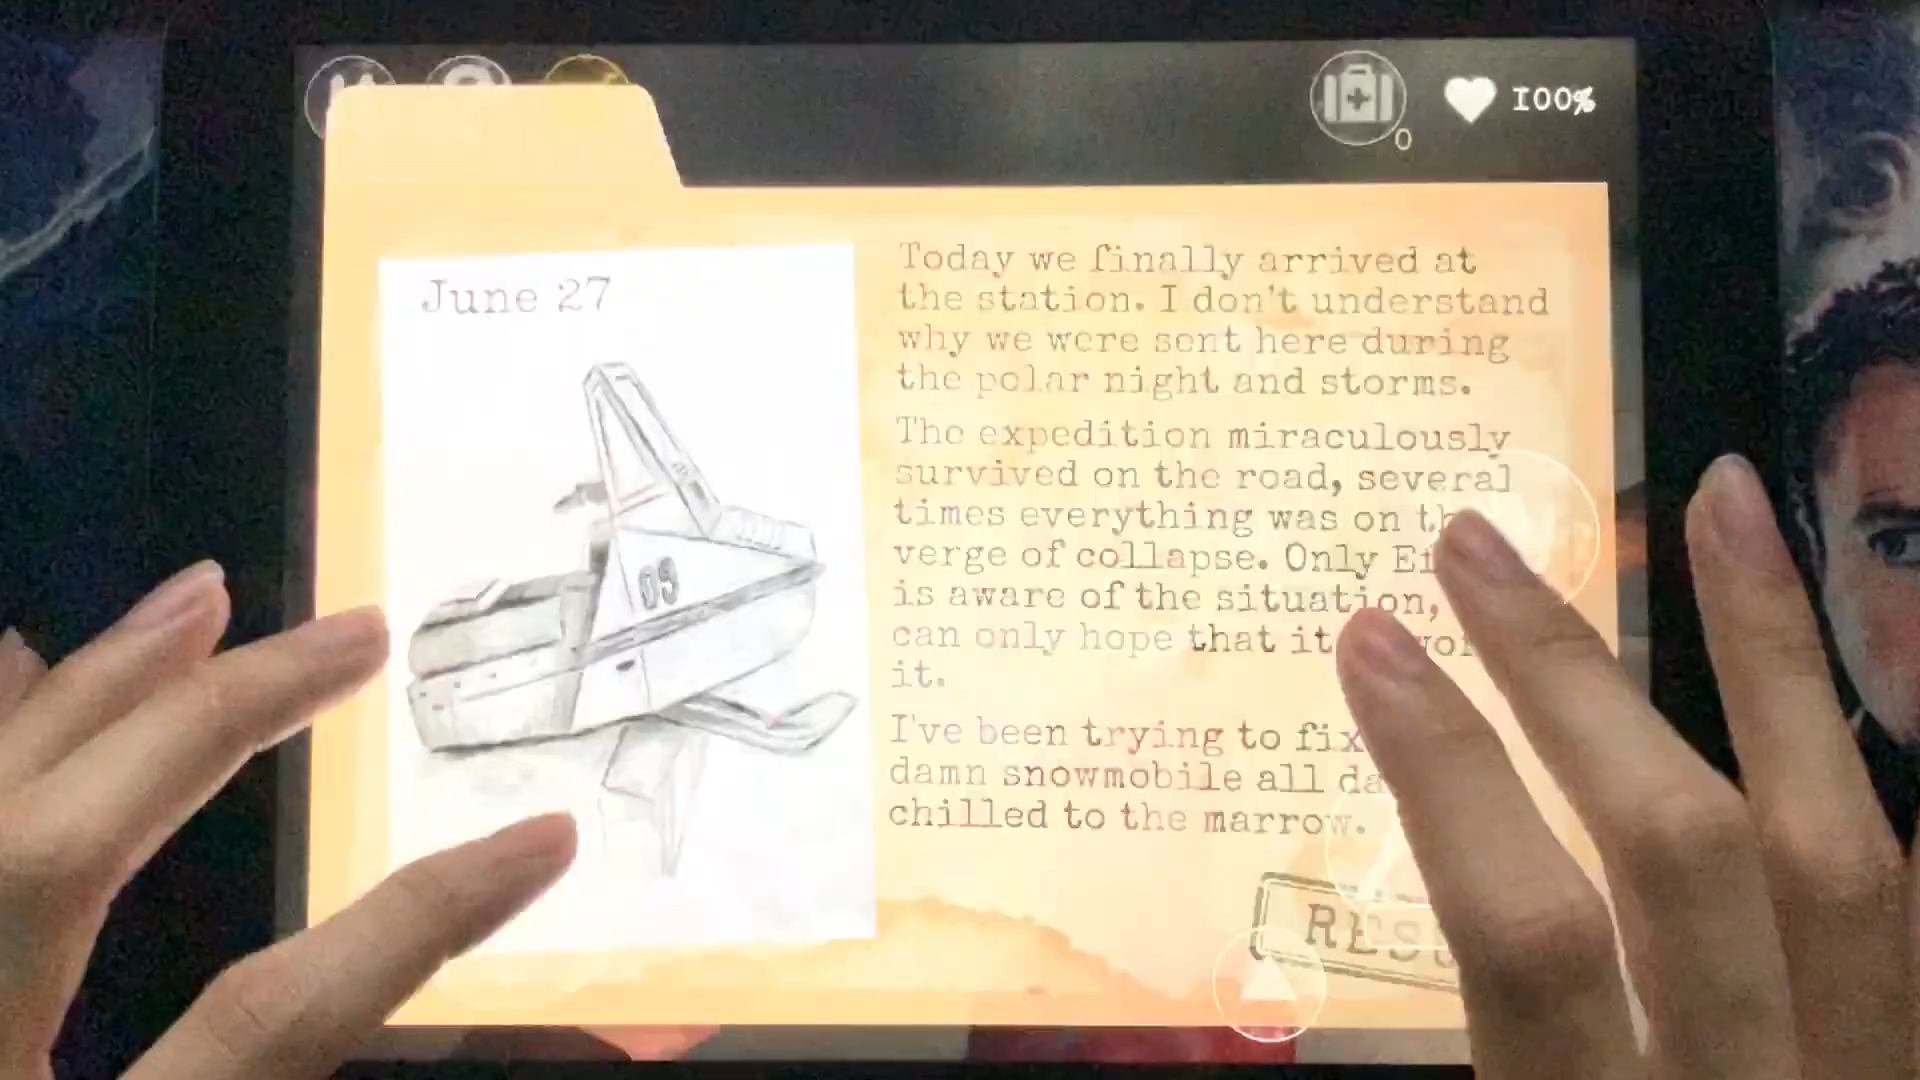 100%
0
June 27
09
Today we finally arrived at
the station. I don't understand
why we were sent here during
the polar night and storms.
The expedition miraculously
survived on the road, several
times everything was on
verge of collapse. Only
is aware of the situation,
can only hope that it
it.
I've been trying to fix
damn snowmobile all
chilled to the marrow.